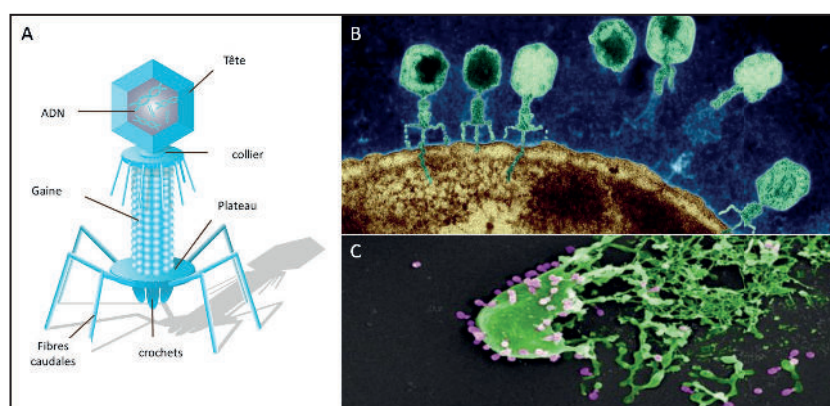 A
Tête
ADN
collier
Gaine
Plateau
Fibres
caudales
crochets
B
C